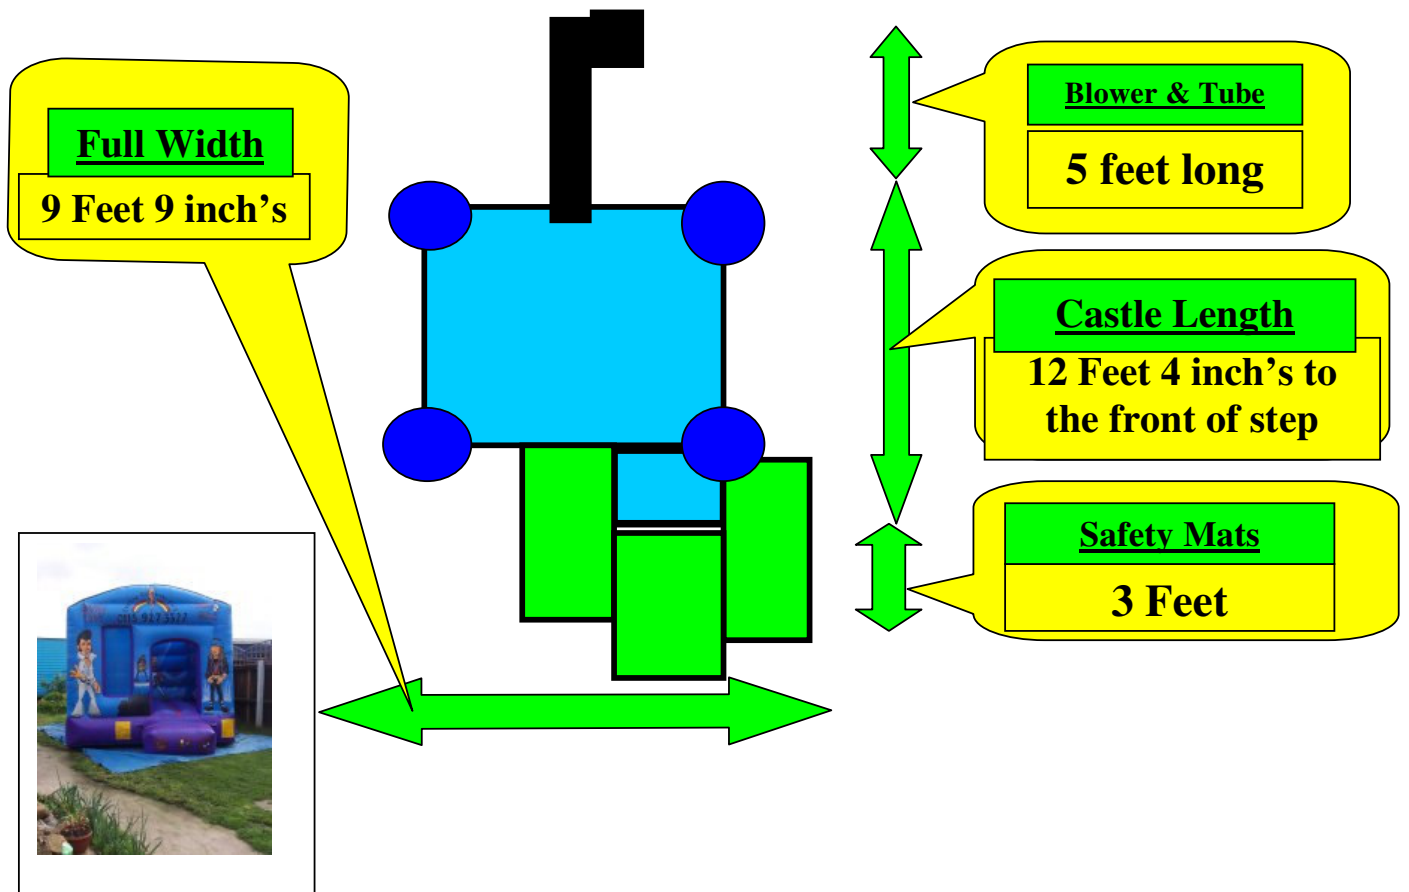 Full Width
9 Feet 9 inch's
Blower & Tube
5 feet long
Castle Length
12 Feet 4 inch's to
the front of step
Safety Mats
3 Feet